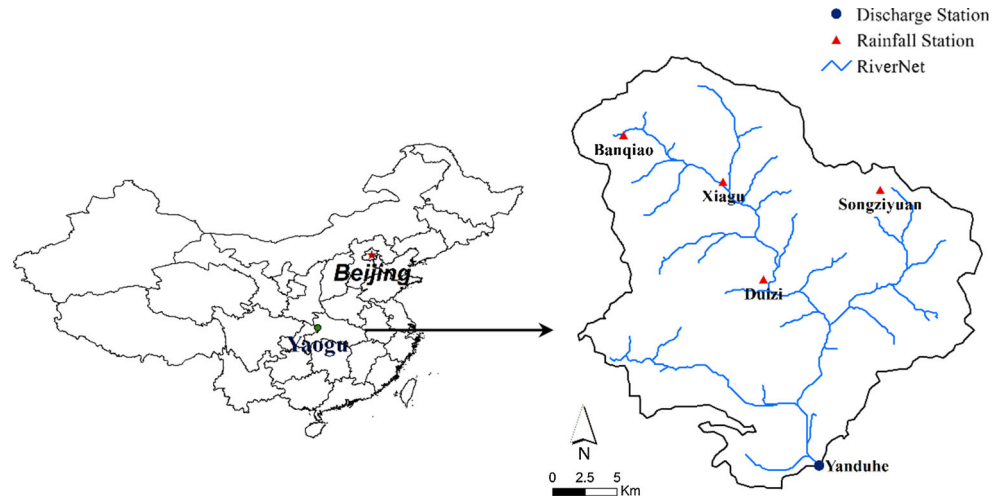 Discharge Station
Rainfall Station
RiverNet
Banqiao
Xiagu
Songziyuan
Beijing
Duizi
Yaogu
N
Yanduhe
0 2.5 5
Km